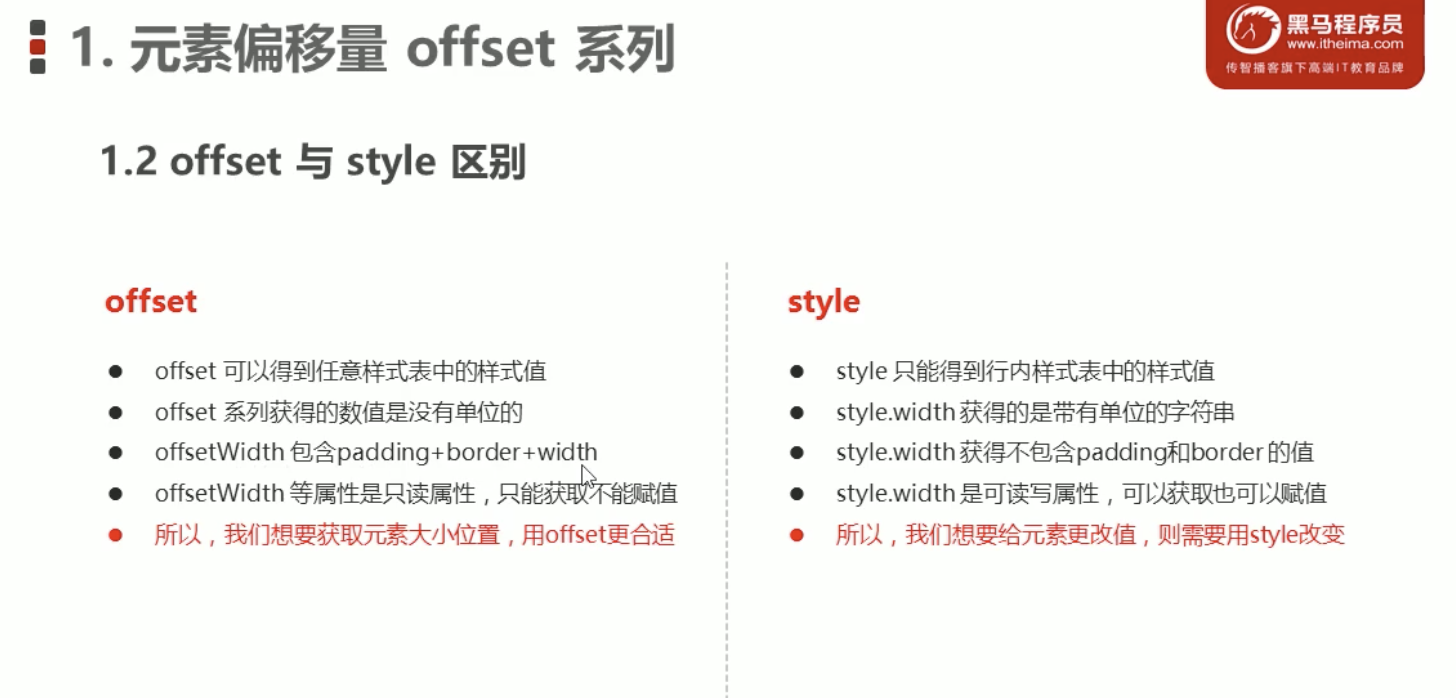 1. 元素偏移量 offset 系列
黑马程序员
www.itheima.com
传智播客旗下高端IT教育品牌
1.2 offset 与 style 区别
offset
offset 可以得到任意样式表中的样式值
offset 系列获得的数值是没有单位的
offsetWidth 包含padding+border+width
offsetWidth 等属性是只读属性，只能获取不能赋值
所以，我们想要获取元素大小位置，用offset更合适
style
style 只能得到行内样式表中的样式值
style.width 获得的是带有单位的字符串
style.width 获得不包含padding和border 的值
style.width 是可读写属性，可以获取也可以赋值
所以，我们想要给元素更改值，则需要用style改变